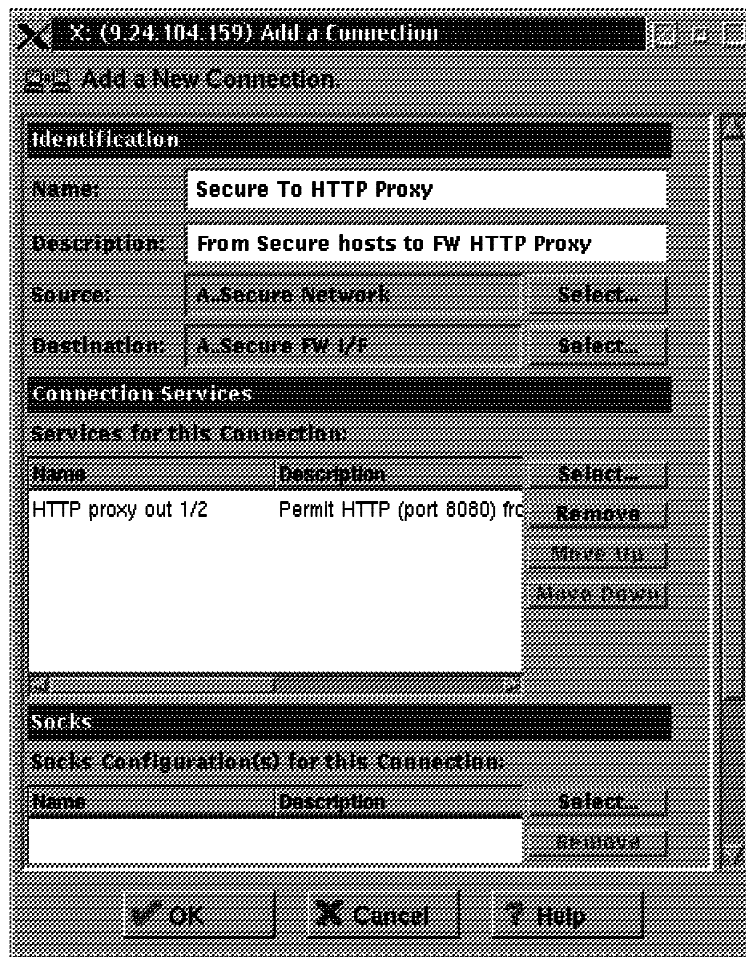 X: (9.24.104.159) Add a Connection
Add a New Connection.
Identification
Name: Secure To HTTP Proxy
Description: From Secure hosts to FW HTTP Proxy
Source: A..Secure Network Select...
Destination: A..Secure FW I/F Select...
Connection Services
Services for this Connection:
Name Description Select...
HTTP proxy out 1/2 Permit HTTP (port 8080) fro Remove
Move Up
Move Down
Socks
Socks Configuration(s) for this Connection:
Name Description Select...
Remove
OK Cancel Help